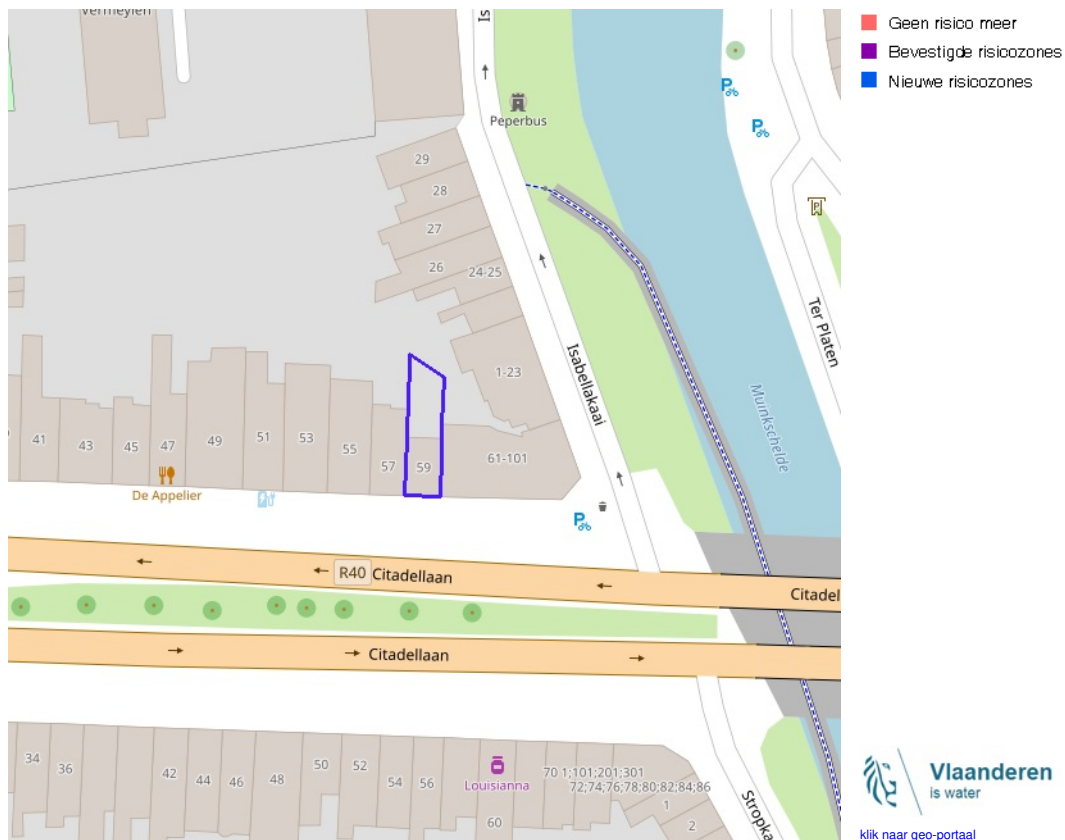 Vermeylen
Is
Geen risico meer
Bevestigde risicozones
Nieuwe risicozones
P
P
Peperbus
P
29
28
27
26
24-25
Ter Platen
Isabellakaai
1-23
Muinkschelde
41
43
45
47
49
51
53
55
57
59
61-101
De Appelier
P
R40 Citadellaan
Citadel
Citadellaan
34
36
42
44
46
48
50
52
54
56
Louisianna
60
70 1;101;201;301
72;74;76;78;80;82;84;86
1
2
Stropka
Vlaanderen
is water
klik naar geo-portaal